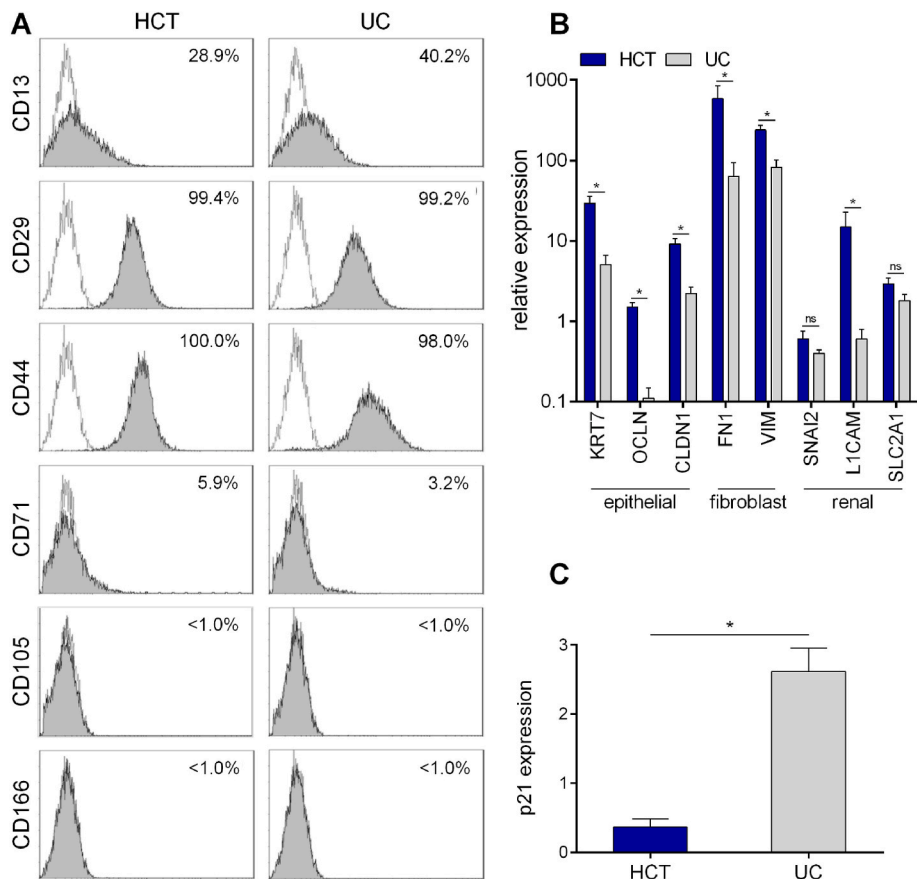 A
HCT
UC
CD13
28.9%
40.2%
CD29
99.4%
99.2%
CD44
100.0%
98.0%
CD71
5.9%
3.2%
CD105
<1.0%
<1.0%
CD166
<1.0%
<1.0%
B
HCT
UC
relative expression
1000
100
10
1
0.1
*
*
*
*
*
ns
*
ns
KRT7
OCLN
CLDN1
FN1
VIM
SNAI2
L1CAM
SLC2A1
epithelial
fibroblast
renal
C
p21 expression
3
2
1
0
*
HCT
UC